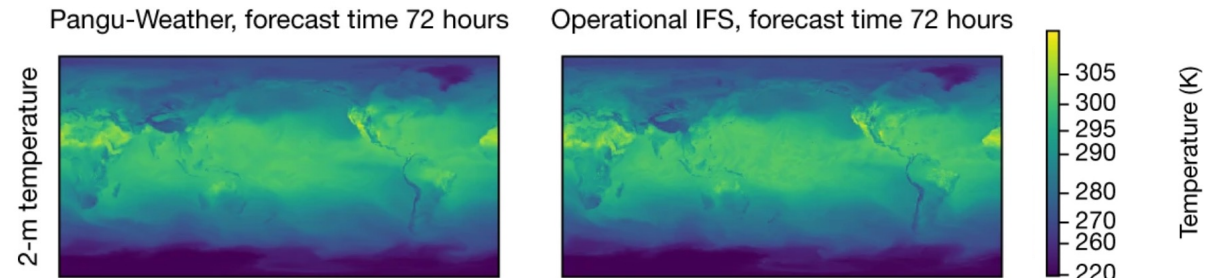 Pangu-Weather, forecast time 72 hours
Operational IFS, forecast time 72 hours
2-m temperature
305
300
295
290
280
270
260
220
Temperature (K)